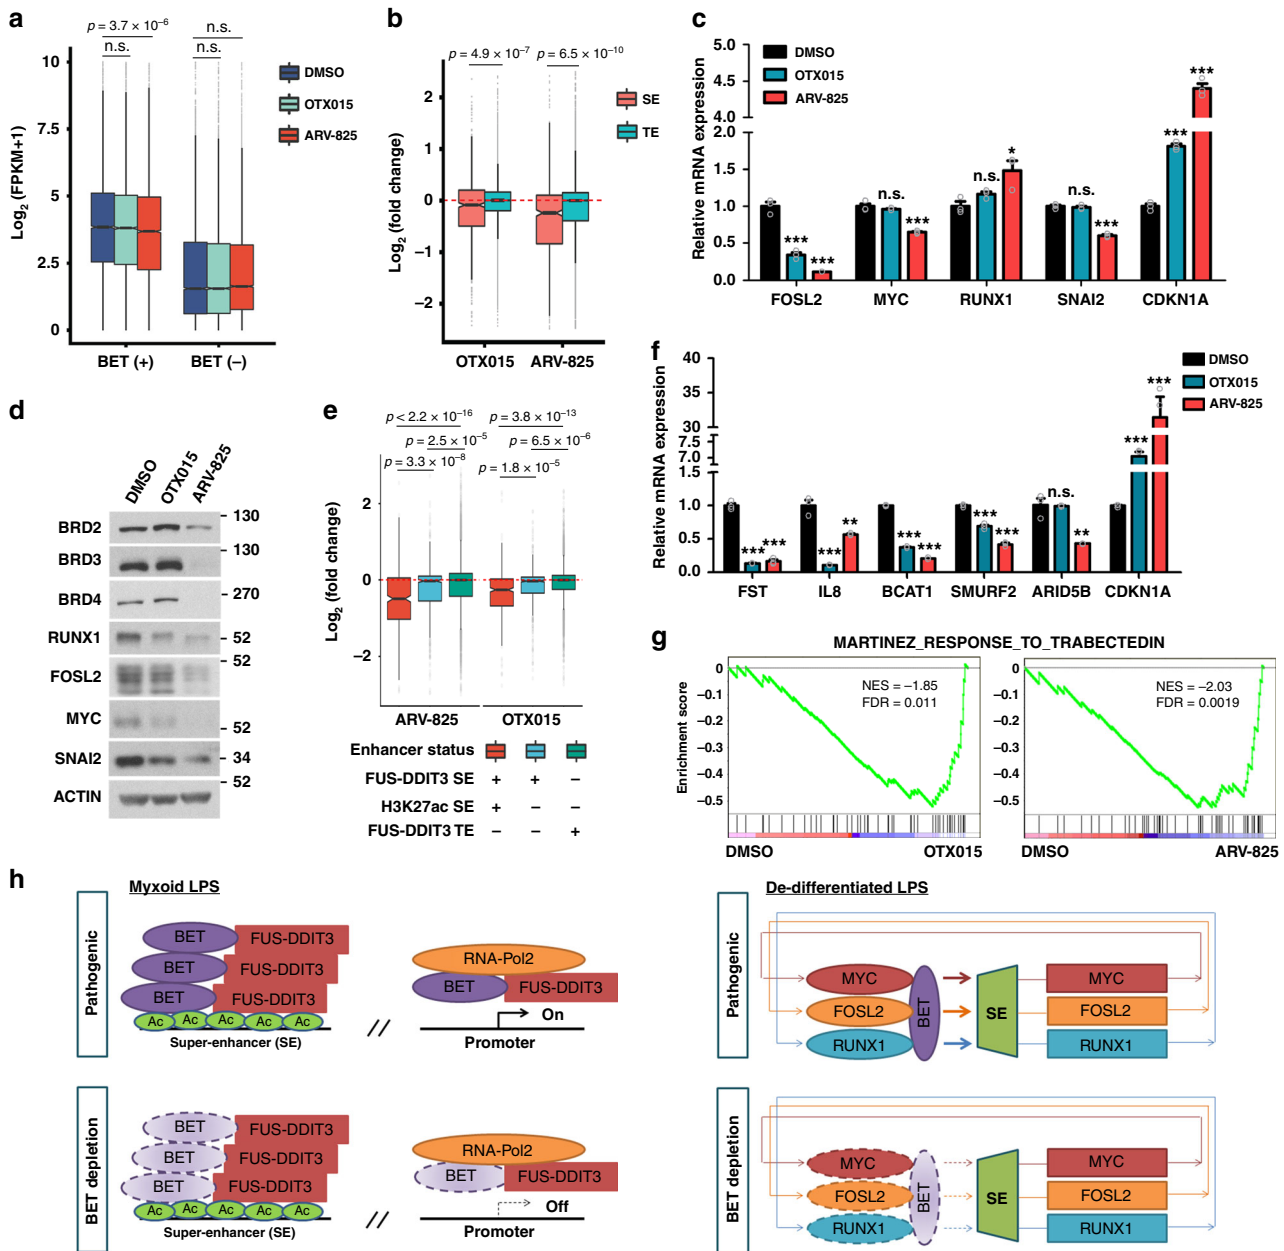 a
p = 3.7 × 10⁻⁶
n.s.
n.s.
n.s.
10
7.5
5
2.5
0
Log₂ (FPKM+1)
BET (+)
BET (−)
DMSO
OTX015
ARV-825
b
p = 4.9 × 10⁻⁷
p = 6.5 × 10⁻¹⁰
2
1
0
−1
−2
Log₂ (fold change)
OTX015
ARV-825
SE
TE
c
DMSO
OTX015
ARV-825
5.0
4.5
4.0
2.0
1.5
1.0
0.5
0.0
Relative mRNA expression
***
***
n.s.
***
n.s.
*
n.s.
***
***
***
FOSL2
MYC
RUNX1
SNAI2
CDKN1A
d
DMSO
OTX015
ARV-825
BRD2
130
BRD3
130
BRD4
270
RUNX1
52
FOSL2
52
MYC
52
SNAI2
34
ACTIN
52
e
p < 2.2 × 10⁻¹⁶
p = 3.8 × 10⁻¹³
p = 2.5 × 10⁻⁵
p = 6.5 × 10⁻⁶
p = 3.3 × 10⁻⁸
p = 1.8 × 10⁻⁵
2
0
−2
Log₂ (fold change)
ARV-825
OTX015
Enhancer status
FUS-DDIT3 SE + + −
H3K27ac SE + − −
FUS-DDIT3 TE − − +
f
DMSO
OTX015
ARV-825
40
35
30
7.5
7.0
1.5
1.0
0.5
0.0
Relative mRNA expression
***
***
***
**
***
***
***
***
n.s.
**
***
***
FST
IL8
BCAT1
SMURF2
ARID5B
CDKN1A
g
MARTINEZ_RESPONSE_TO_TRABECTEDIN
0
−0.1
−0.2
−0.3
−0.4
−0.5
Enrichment score
NES = −1.85
FDR = 0.011
DMSO
OTX015
0
−0.1
−0.2
−0.3
−0.4
−0.5
NES = −2.03
FDR = 0.0019
DMSO
ARV-825
h
Myxoid LPS
Pathogenic
BET FUS-DDIT3
BET FUS-DDIT3
BET FUS-DDIT3
Ac Ac Ac Ac Ac
Super-enhancer (SE)
//
RNA-Pol2
BET FUS-DDIT3
On
Promoter
BET depletion
BET FUS-DDIT3
BET FUS-DDIT3
BET FUS-DDIT3
Ac Ac Ac Ac Ac
Super-enhancer (SE)
//
RNA-Pol2
BET FUS-DDIT3
Off
Promoter
De-differentiated LPS
Pathogenic
MYC
FOSL2
RUNX1
BET
SE
MYC
FOSL2
RUNX1
BET depletion
MYC
FOSL2
RUNX1
BET
SE
MYC
FOSL2
RUNX1